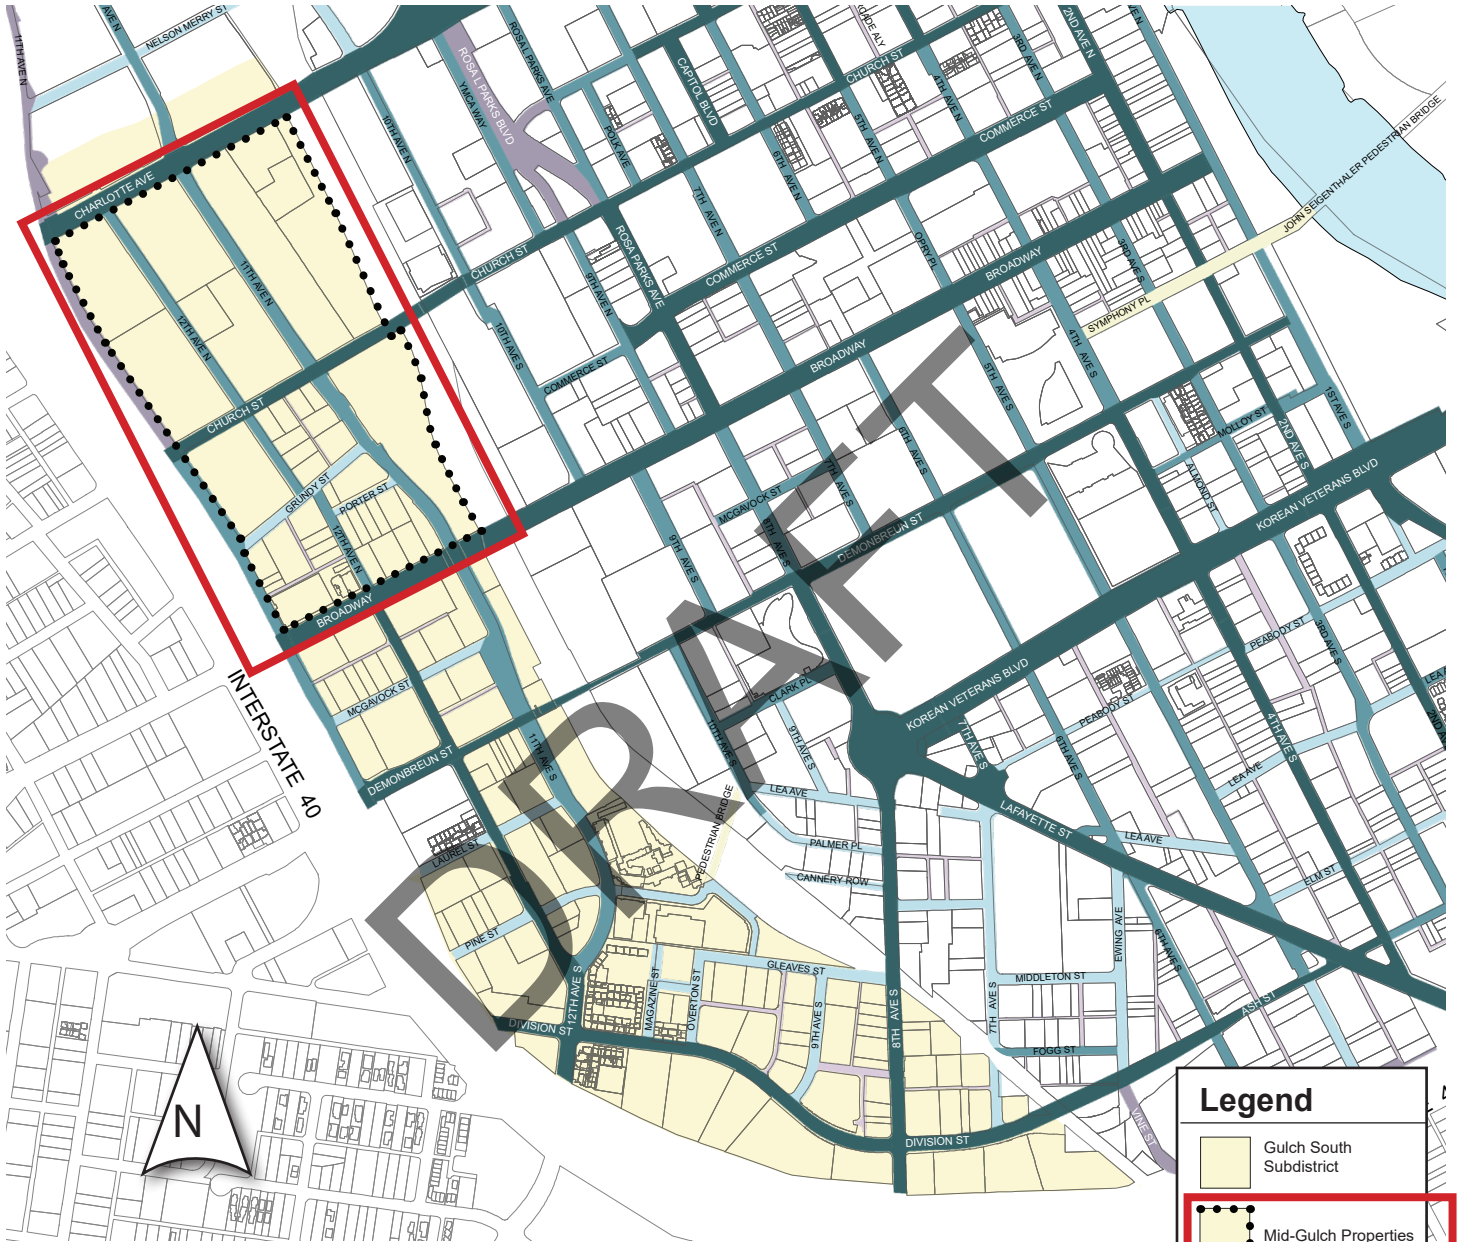 11TH AVE N
AVE N
NELSON MERRY ST
ROSA L PARKS AVE
ROSA L PARKS BLVD
YMCA WAY
10TH AVE N
CAPITOL BLVD
POLK AVE
CADE ALY
CHURCH ST
2ND AVE N
VE N
3RD AVE N
4TH AVE N
5TH AVE N
6TH AVE N
7TH AVE N
COMMERCE ST
JOHN SEIGENTHALER PEDESTRIAN BRIDGE
CHARLOTTE AVE
11TH AVE N
12TH AVE N
CHURCH ST
CHURCH ST
9TH AVE N
ROSA PARKS AVE
COMMERCE ST
OPRY PL
BROADWAY
3RD AVE S
SYMPHONY PL
10TH AVE S
COMMERCE ST
BROADWAY
5TH AVE S
4TH AVE S
1ST AVE S
MOLLOY ST
2ND AVE S
GRUNDY ST
PORTER ST
12TH AVE N
BROADWAY
MCGAVOCK ST
9TH AVE S
8TH AVE S
7TH AVE S
6TH AVE S
DEMONBREUN ST
ALMOND ST
KOREAN VETERANS BLVD
PEABODY ST
3RD AVE S
MCGAVOCK ST
INTERSTATE 40
DEMONBREUN ST
11TH AVE S
10TH AVE S
CLARK PL
9TH AVE S
KOREAN VETERANS BLVD
7TH AVE S
PEABODY ST
6TH AVE S
4TH AVE S
LEA
2ND A
LEA AVE
LEA AVE
LAFAYETTE ST
LEA AVE
PALMER PL
CANNERY ROW
PEDESTRIAN BRIDGE
LAUREL ST
PINE ST
12TH AVE S
MAGAZINE ST
OVERTON ST
GLEAVES ST
9TH AVE S
8TH AVE S
7TH AVE S
MIDDLETON ST
EWING AVE
6TH AVE S
ELM ST
ASH ST
FOGG ST
DIVISION ST
DIVISION ST
VINE ST
DRAFT
N
Legend
Gulch South
Subdistrict
Mid-Gulch Properties